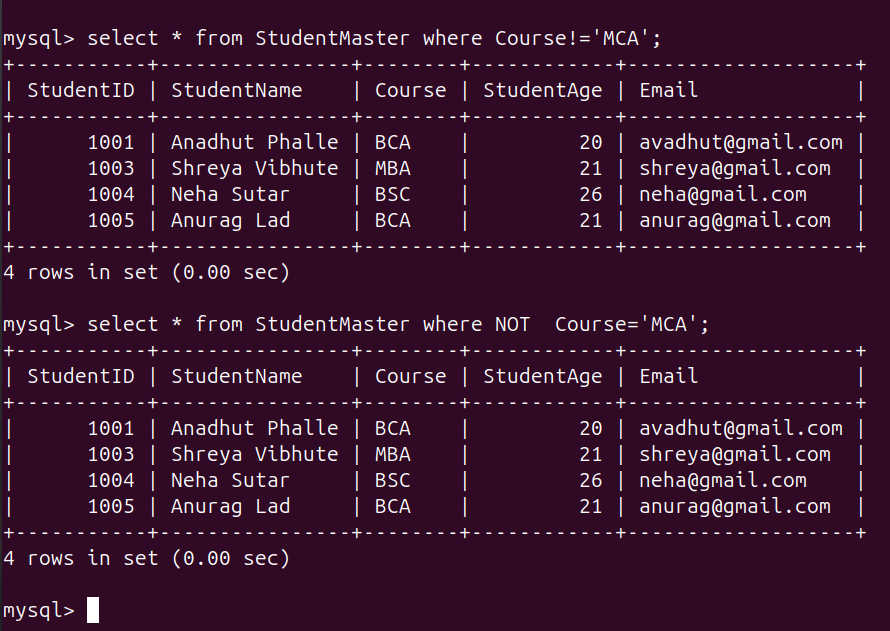 mysql> select * from StudentMaster where Course!='MCA';
+-----------+----------------+--------+------------+-------------------+
| StudentID | StudentName    | Course | StudentAge | Email             |
+-----------+----------------+--------+------------+-------------------+
|      1001 | Anadhut Phalle | BCA    |         20 | avadhut@gmail.com |
|      1003 | Shreya Vibhute | MBA    |         21 | shreya@gmail.com  |
|      1004 | Neha Sutar     | BSC    |         26 | neha@gmail.com    |
|      1005 | Anurag Lad     | BCA    |         21 | anurag@gmail.com  |
+-----------+----------------+--------+------------+-------------------+
4 rows in set (0.00 sec)
mysql> select * from StudentMaster where NOT  Course='MCA';
+-----------+----------------+--------+------------+-------------------+
| StudentID | StudentName    | Course | StudentAge | Email             |
+-----------+----------------+--------+------------+-------------------+
|      1001 | Anadhut Phalle | BCA    |         20 | avadhut@gmail.com |
|      1003 | Shreya Vibhute | MBA    |         21 | shreya@gmail.com  |
|      1004 | Neha Sutar     | BSC    |         26 | neha@gmail.com    |
|      1005 | Anurag Lad     | BCA    |         21 | anurag@gmail.com  |
+-----------+----------------+--------+------------+-------------------+
4 rows in set (0.00 sec)
mysql>